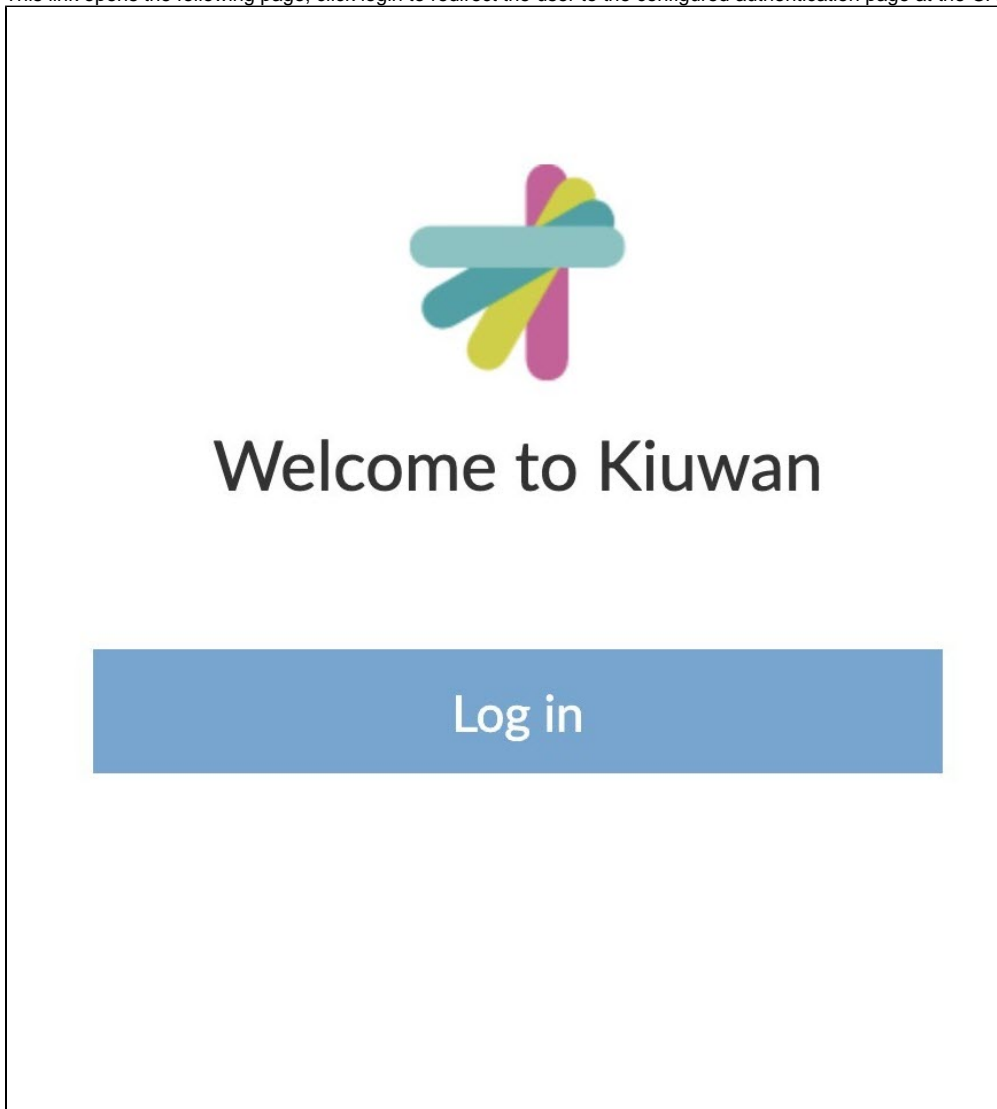 This link opens the following page, click login to redirect the user to the configured authentication page at the
Welcome to Kiuwan
Log in